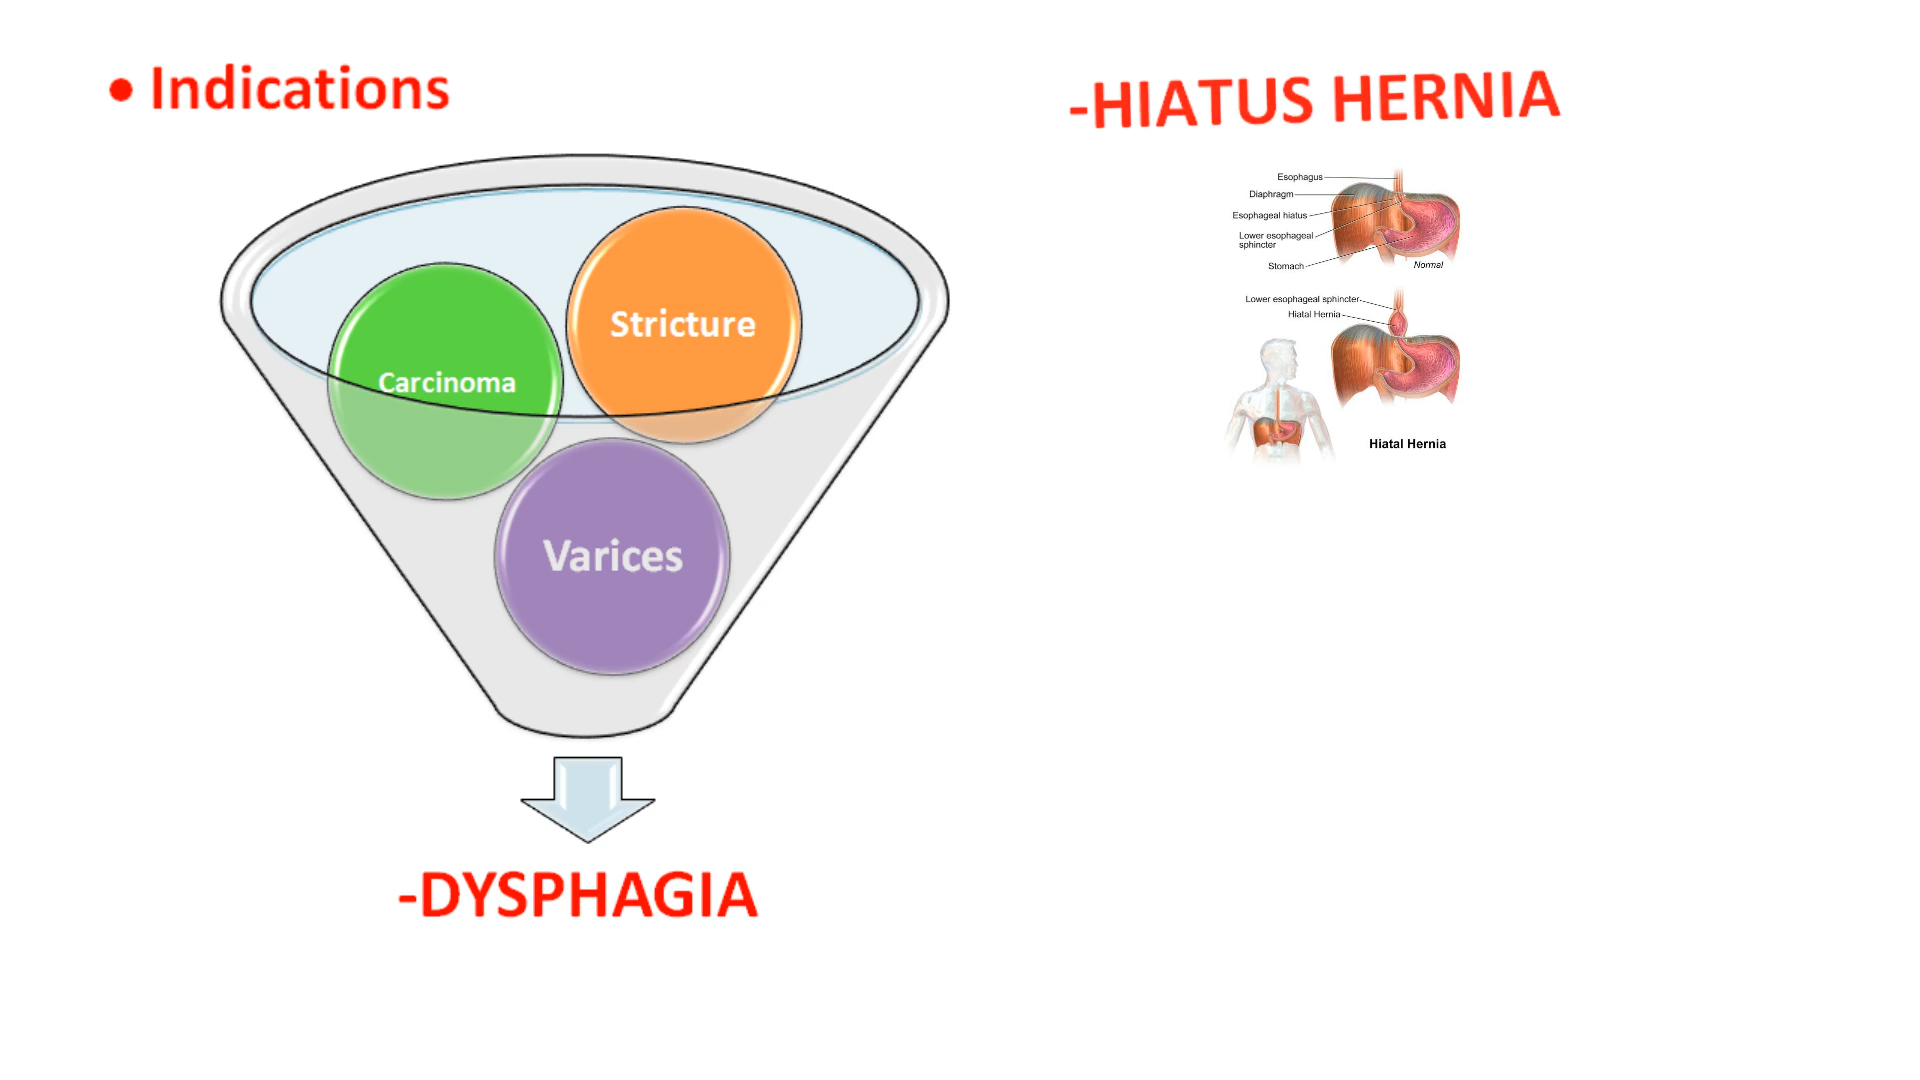 • Indications
Stricture
Carcinoma
Varices
-DYSPHAGIA
-HIATUS HERNIA
Esophagus
Diaphragm
Esophageal hiatus
Lower esophageal
sphincter
Stomach
Normal
Lower esophageal sphincter
Hiatal Hernia
Hiatal Hernia